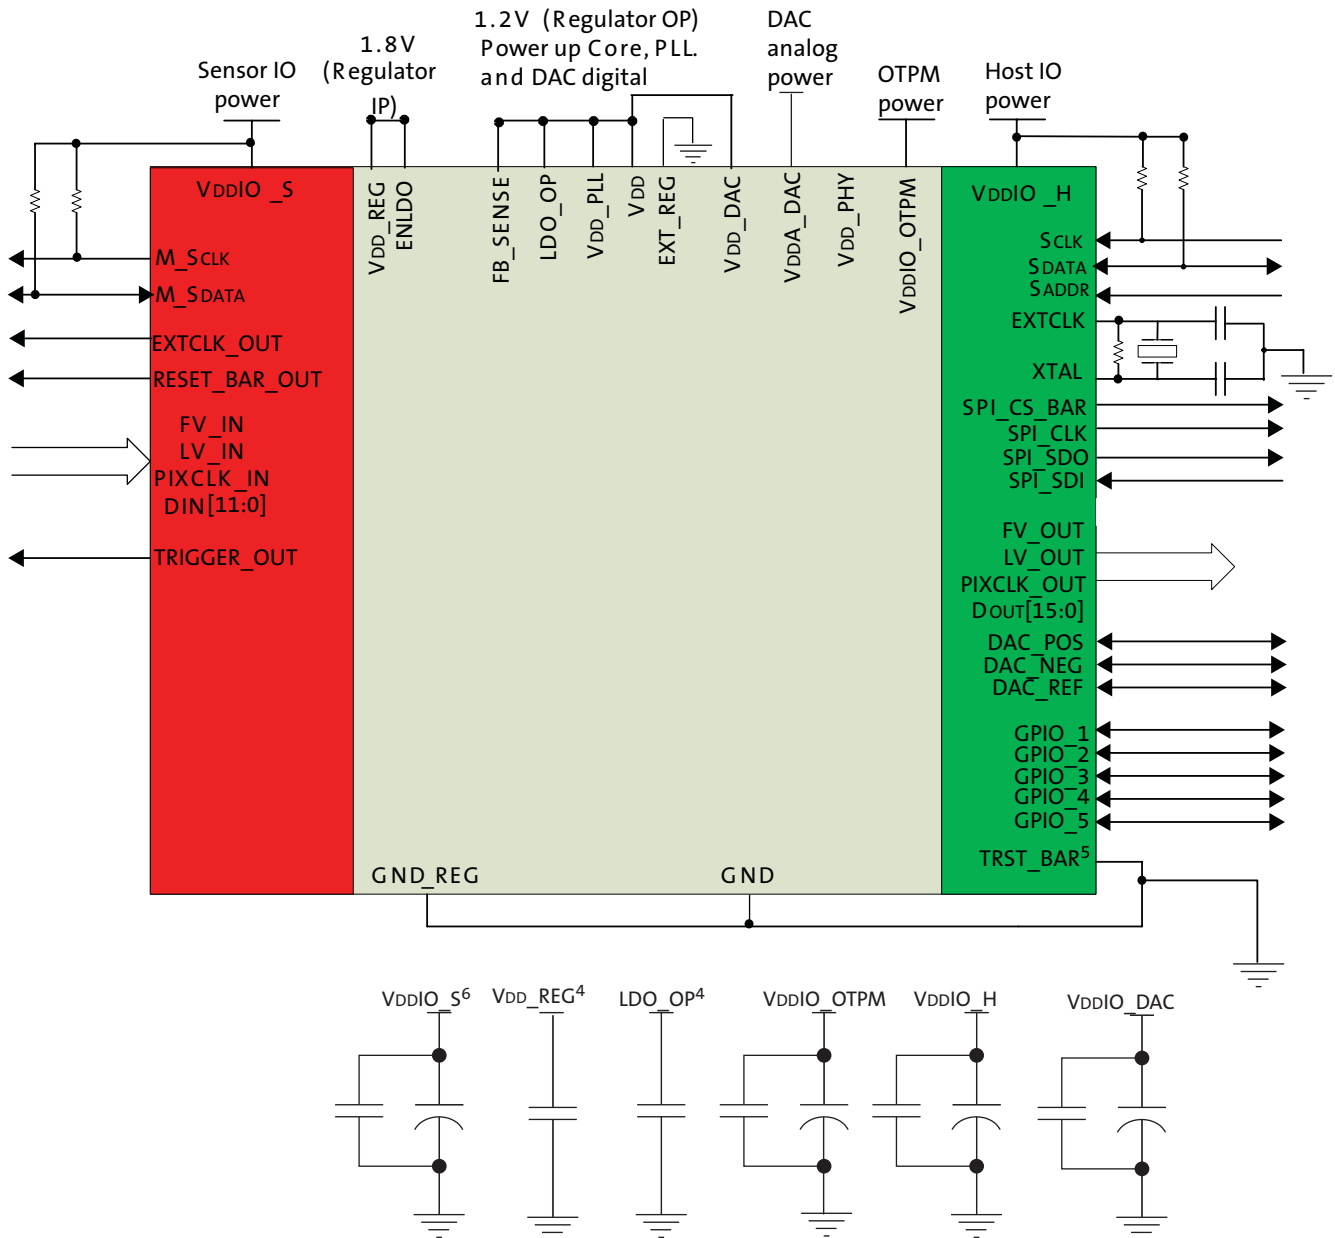 1.8V
(Regulator
IP)
1.2V (Regulator OP)
Power up Core, PLL.
and DAC digital
DAC
analog
power
Sensor IO
power
OTPM
power
Host IO
power
VDDIO_S
VDD_REG
ENLDO
FB_SENSE
LDO_OP
VDD_PLL
VDD
EXT_REG
VDD_DAC
VDDA_DAC
VDD_PHY
VDDIO_OTPM
VDDIO_H
M_SCLK
M_SDATA
EXTCLK_OUT
RESET_BAR_OUT
FV_IN
LV_IN
PIXCLK_IN
DIN[11:0]
TRIGGER_OUT
SCLK
SDATA
SADDR
EXTCLK
XTAL
SPI_CS_BAR
SPI_CLK
SPI_SDO
SPI_SDI
FV_OUT
LV_OUT
PIXCLK_OUT
DOUT[15:0]
DAC_POS
DAC_NEG
DAC_REF
GPIO_1
GPIO_2
GPIO_3
GPIO_4
GPIO_5
TRST_BAR5
GND_REG
GND
VDDIO_S6
VDD_REG4
LDO_OP4
VDDIO_OTPM
VDDIO_H
VDDIO_DAC